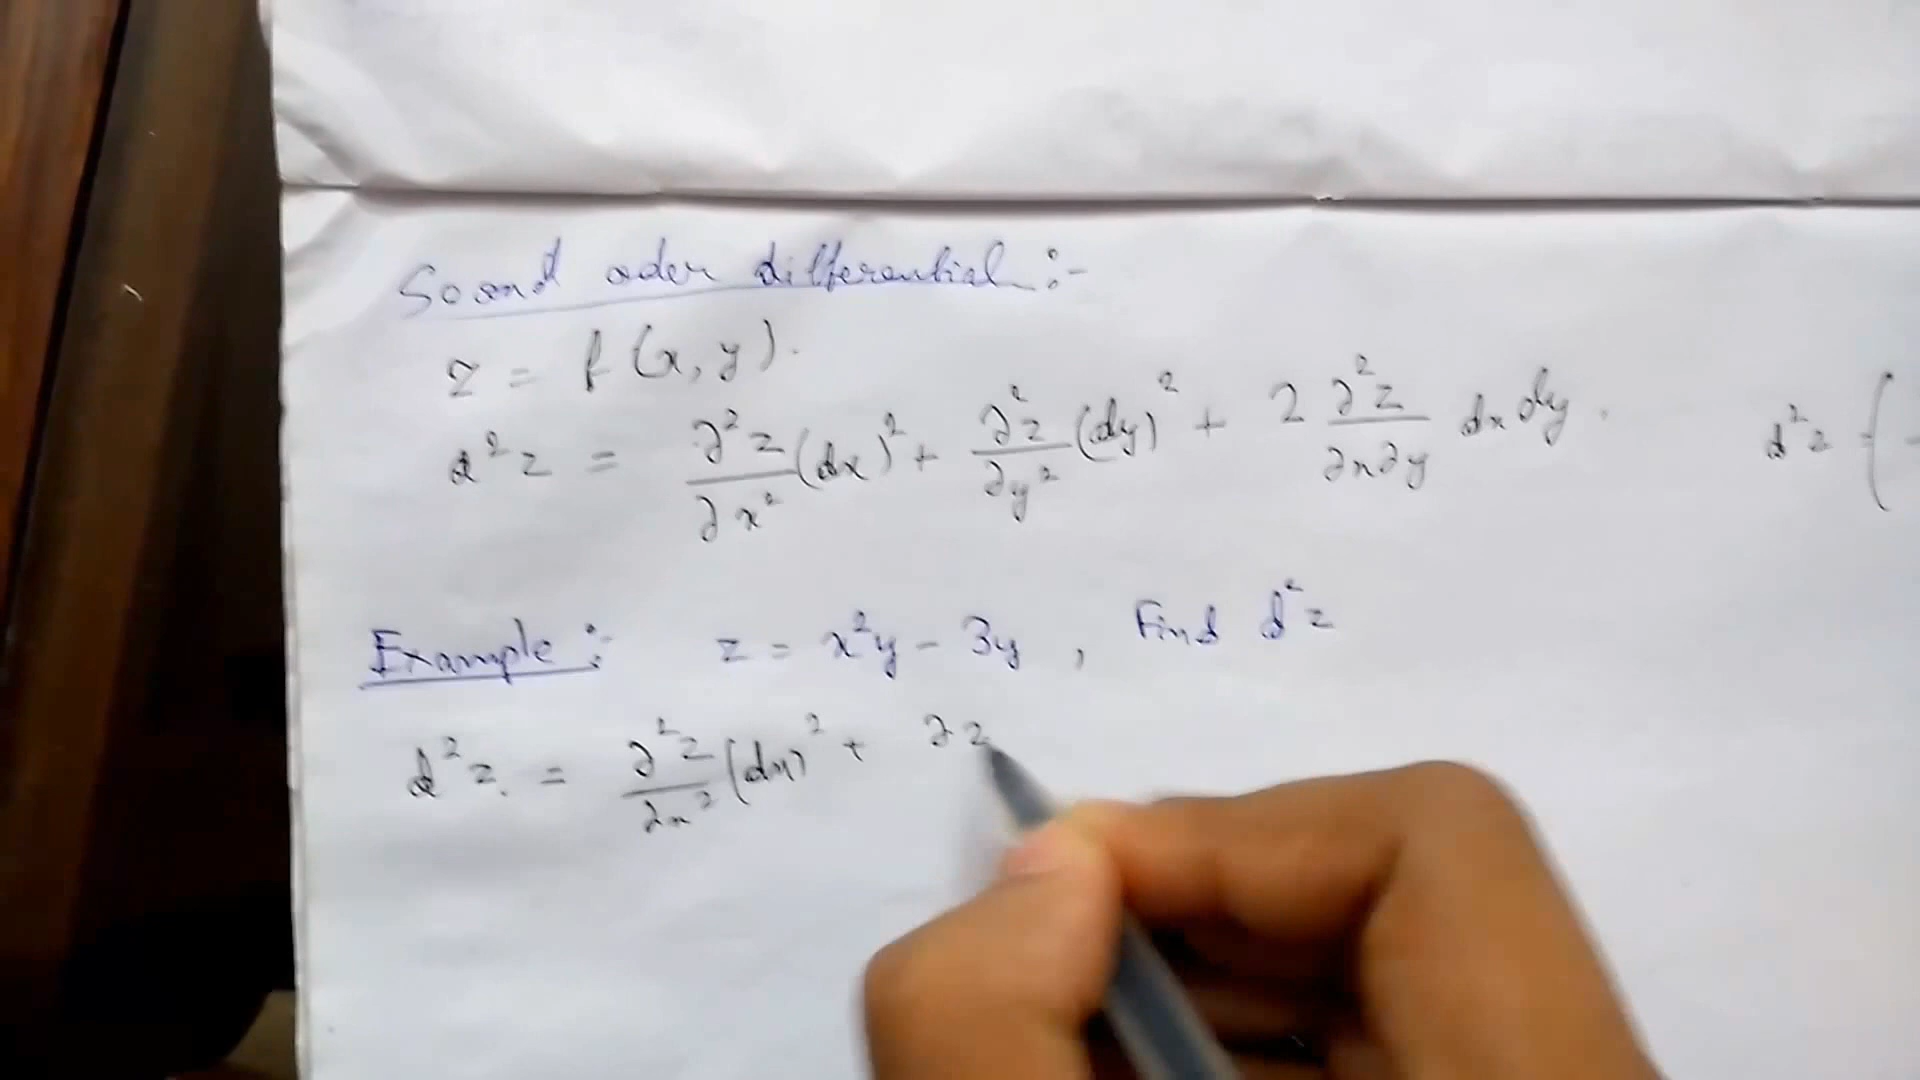 Second order differential :-
z = f(x, y).
d²z = ∂²z/∂x² (dx)² + ∂²z/∂y² (dy)² + 2 ∂²z/∂x∂y dx dy.
d²z = (
Example :- z = x²y - 3y , Find d²z
d²z = ∂²z/∂x² (dx)² + ∂z